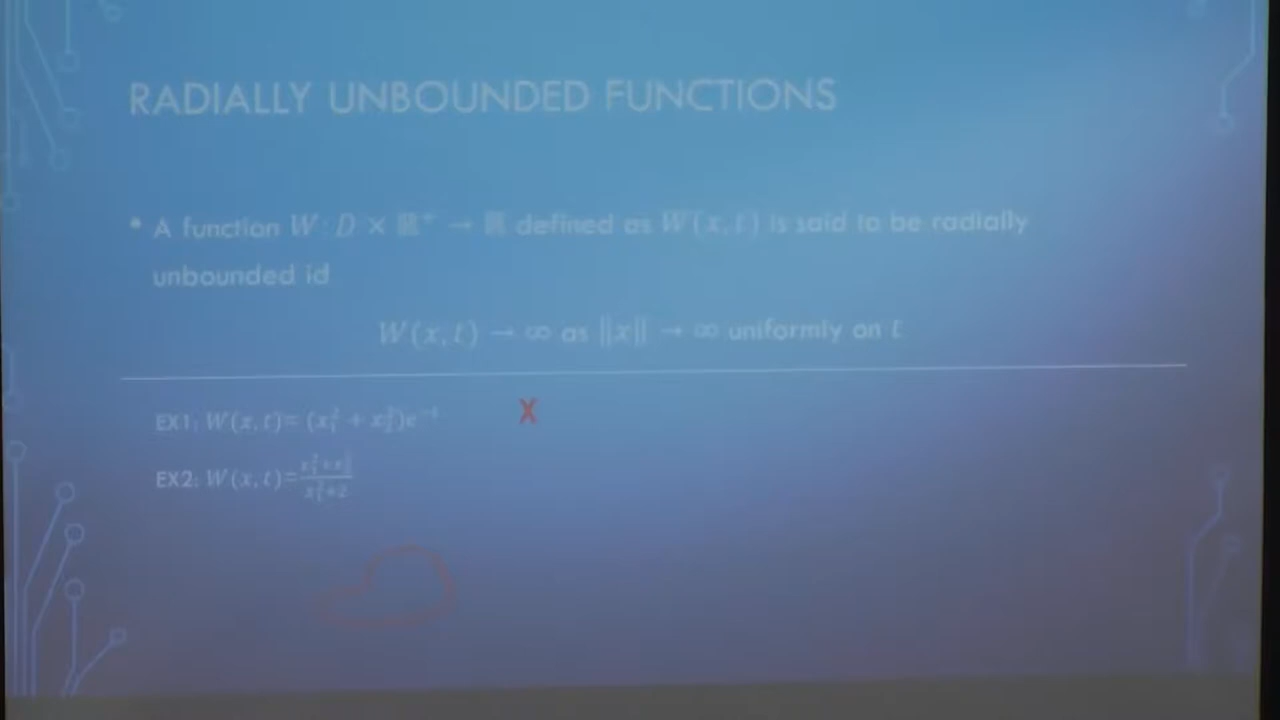 RADIALLY UNBOUNDED FUNCTIONS
• A function W: D × ℝ⁺ → ℝ defined as W(x, t) is said to be radially
unbounded id
W(x, t) → ∞ as ||x|| → ∞ uniformly on t
EX1: W(x, t)= (x₁² + x₂²)e⁻ᵗ X
EX2: W(x, t)=